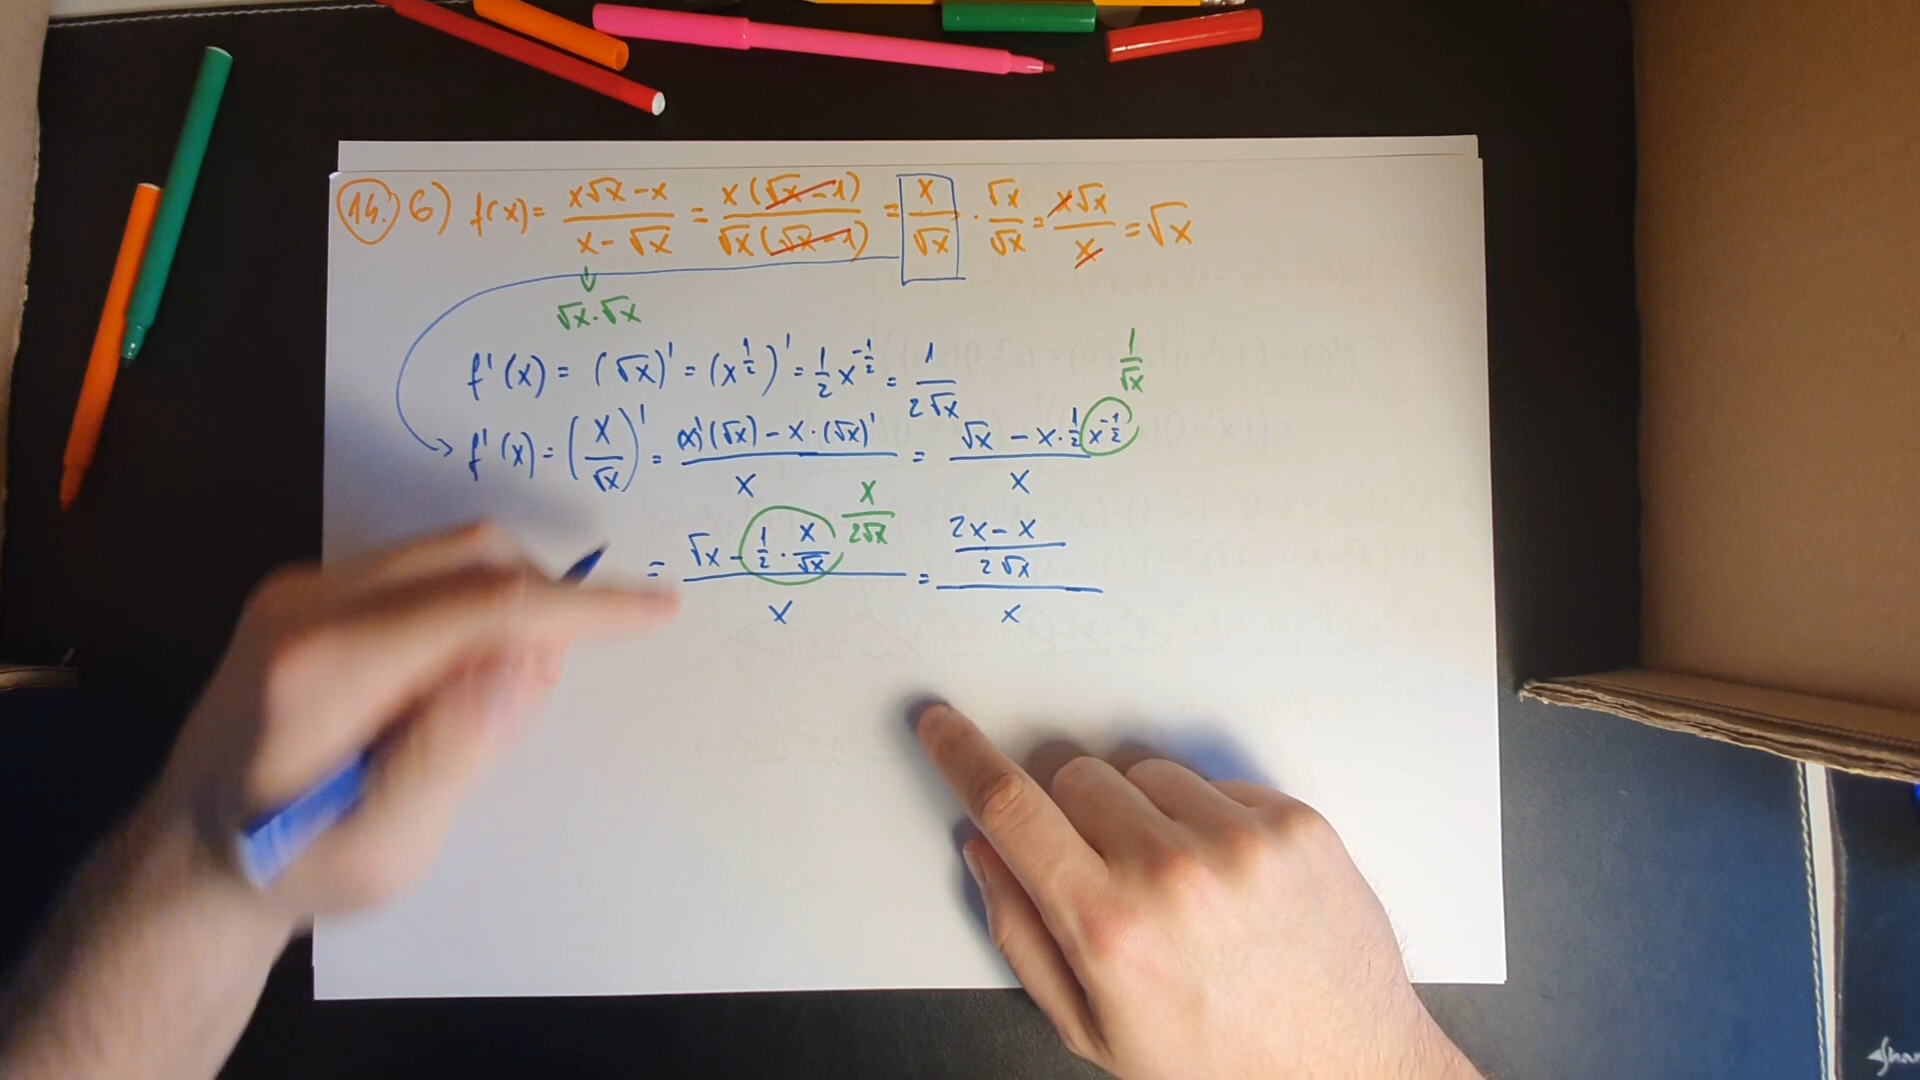 14. 6) f(x) = (x√x - x)/(x - √x) = (x(√x - 1))/(√x(√x - 1)) = x/√x · √x/√x = x√x/x = √x
√x · √x
f'(x) = (√x)' = (x^(1/2))' = 1/2 x^(-1/2) = 1/(2√x)
1/√x
f'(x) = (x/√x)' = ((x)'(√x) - x · (√x)')/x = (√x - x · 1/2 x^(-1/2))/x
x/(2√x)
= (√x - 1/2 · x/√x)/x = ((2x - x)/(2√x))/x